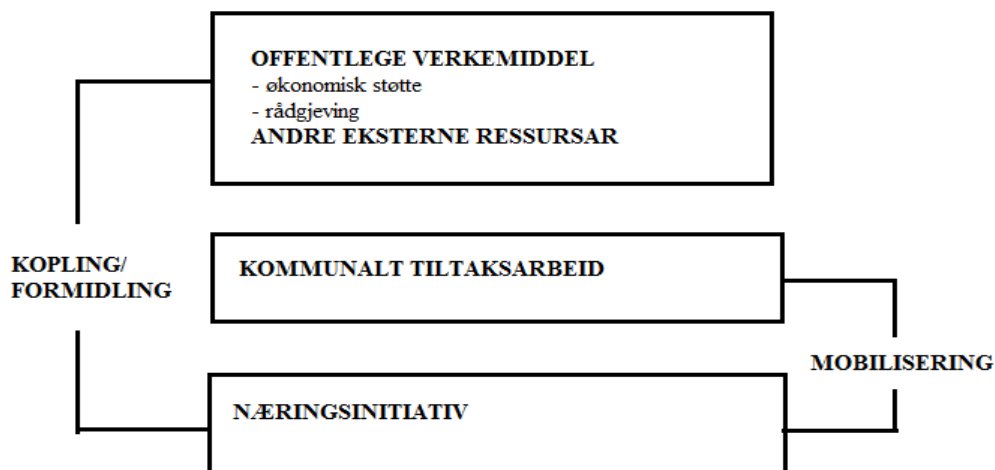 OFFENTLEGE VERKEMIDDEL
- økonomisk støtte
- rådgjeving
ANDRE EKSTERNE RESSURSAR
KOPLING/
FORMIDLING
KOMMUNALT TILTAKSARBEID
MOBILISERING
NÆRINGSINITIATIV